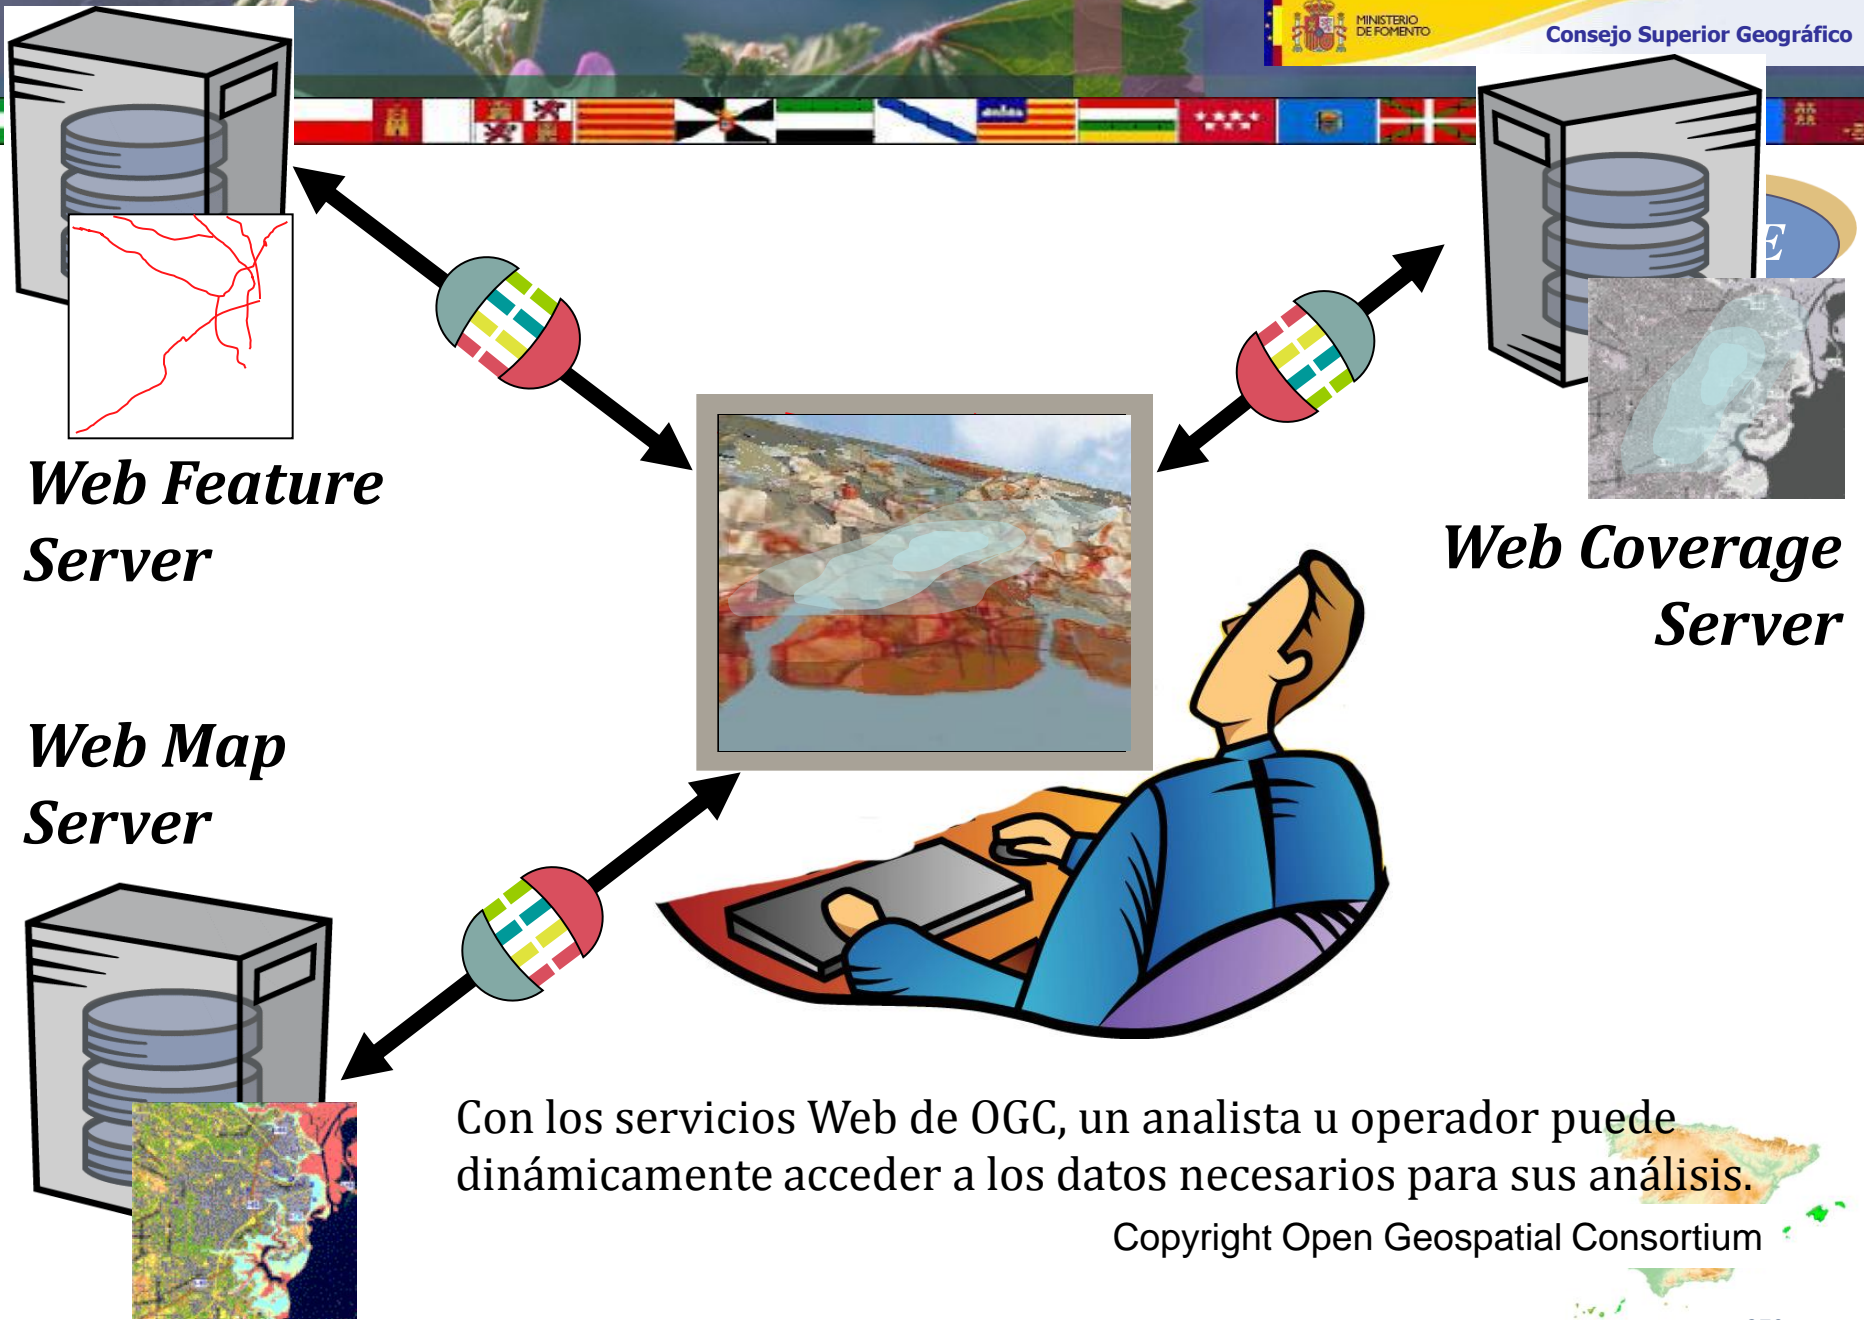 MINISTERIO
DE FOMENTO
Consejo Superior Geográfico
E
Web Feature
Server
Web Coverage
Server
Web Map
Server
Con los servicios Web de OGC, un analista u operador puede
dinámicamente acceder a los datos necesarios para sus análisis.
Copyright Open Geospatial Consortium